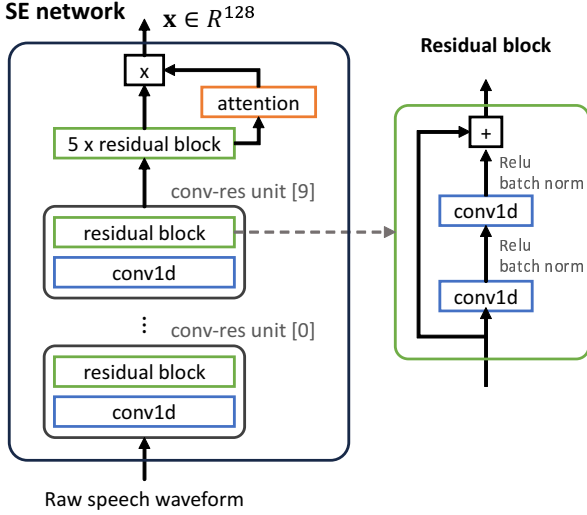 SE network
𝐱 ∈ 𝑅¹²⁸
x
attention
5 x residual block
conv-res unit [9]
residual block
conv1d
⋮
conv-res unit [0]
residual block
conv1d
Raw speech waveform
Residual block
+
Relu
batch norm
conv1d
Relu
batch norm
conv1d